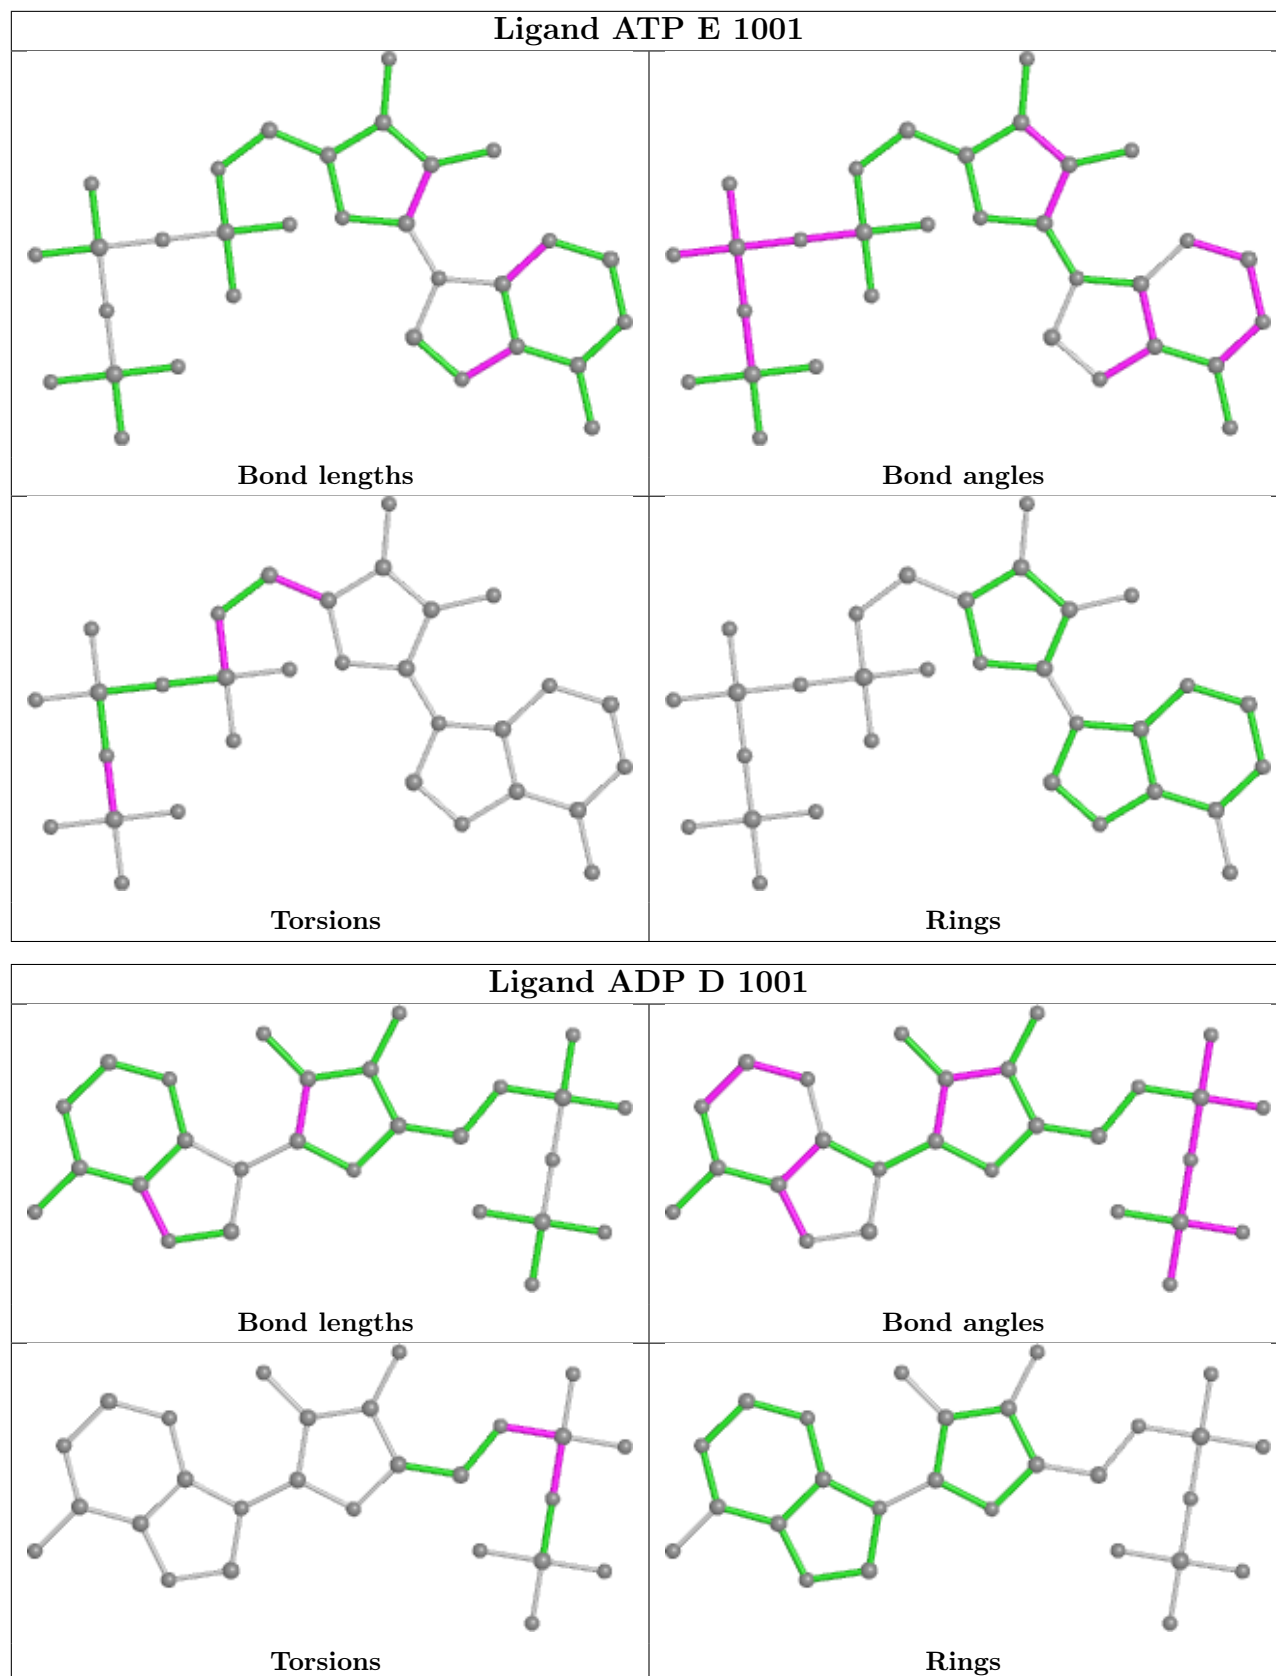 Ligand ATP E 1001
Bond lengths
Bond angles
Torsions
Rings
Ligand ADP D 1001
Bond lengths
Bond angles
Torsions
Rings